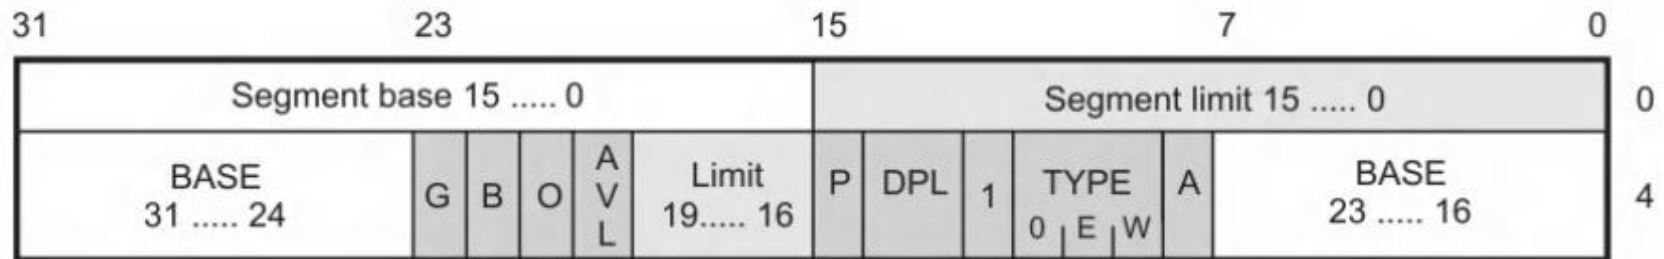 31 23 15 7 0
Segment base 15 ..... 0 Segment limit 15 ..... 0 0
BASE 31 ..... 24 G B O AVL Limit 19..... 16 P DPL 1 TYPE 0 E W A BASE 23 ..... 16 4